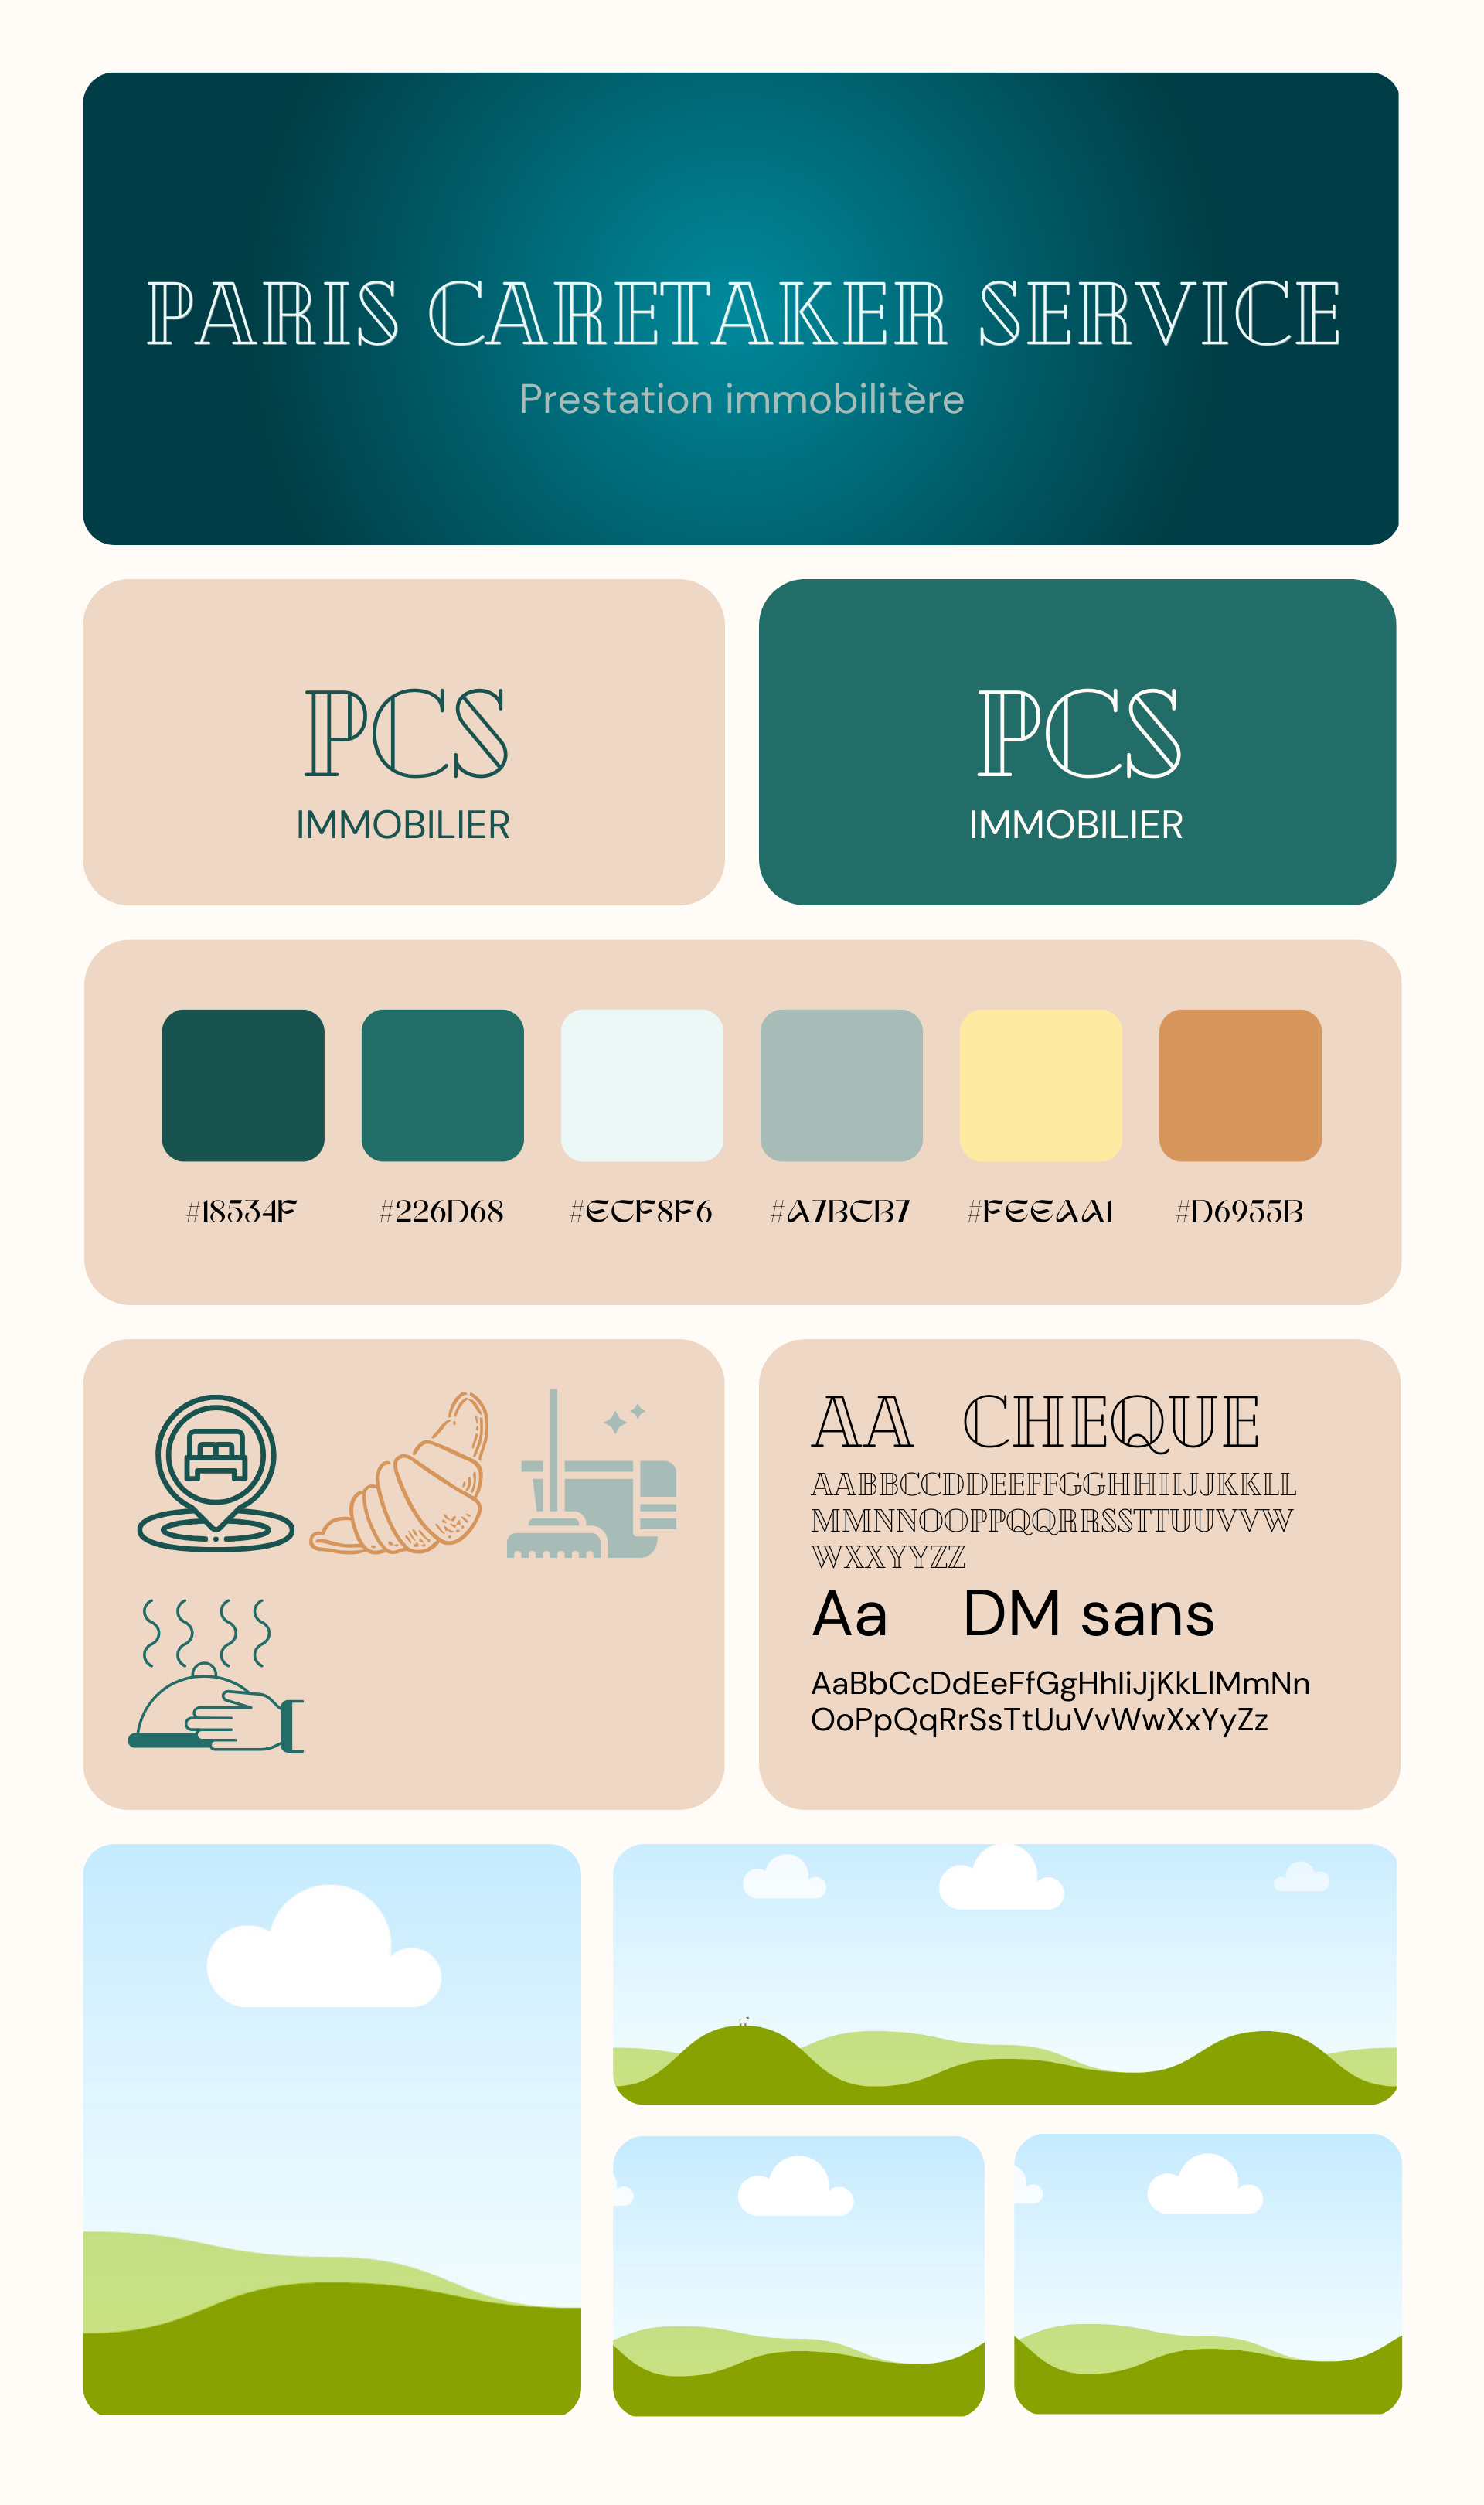 PARIS CARETAKER SERVICE
Prestation immobilitère
PCS
IMMOBILIER
PCS
IMMOBILIER
#18534F #226D68 #ECF8F6 #A7BCB7 #FEEAA1 #D6955B
AA CHEQUE
AABBCCDDEEFFGGHHIIJJKKLL
MMNNOOPPQQRRSSTTUUVVW
WXXYYZZ
Aa DM sans
AaBbCcDdEeFfGgHhIiJjKkLlMmNn
OoPpQqRrSsTtUuVvWwXxYyZz